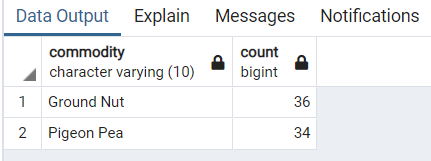 Data Output Explain Messages Notifications
commodity count
character varying (10) bigint
1 Ground Nut 36
2 Pigeon Pea 34